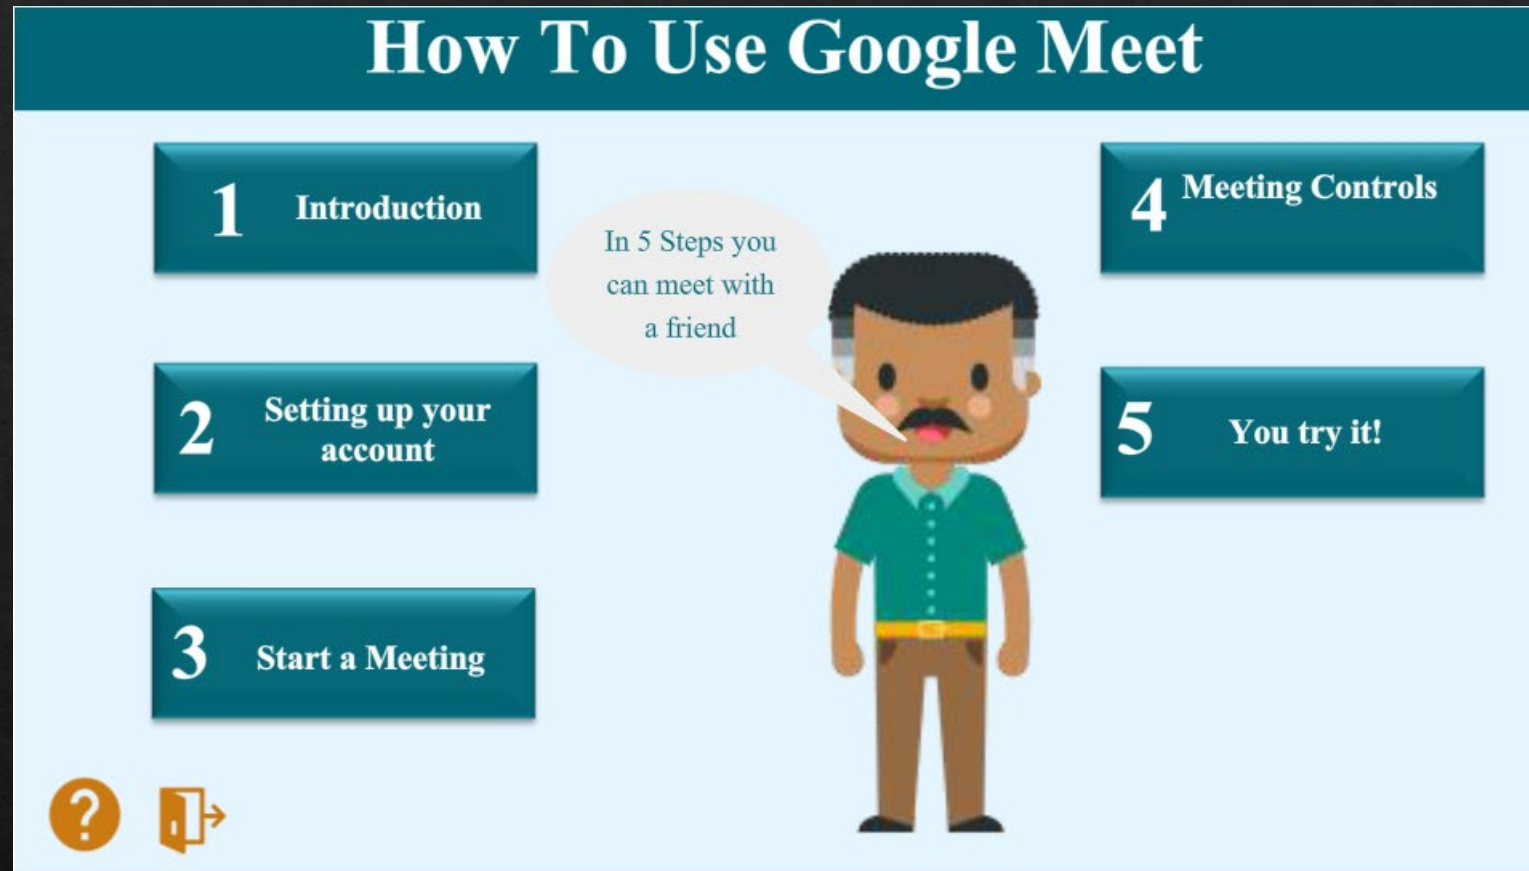 How To Use Google Meet
1 Introduction
2 Setting up your
account
3 Start a Meeting
In 5 Steps you
can meet with
a friend
4 Meeting Controls
5 You try it!
?